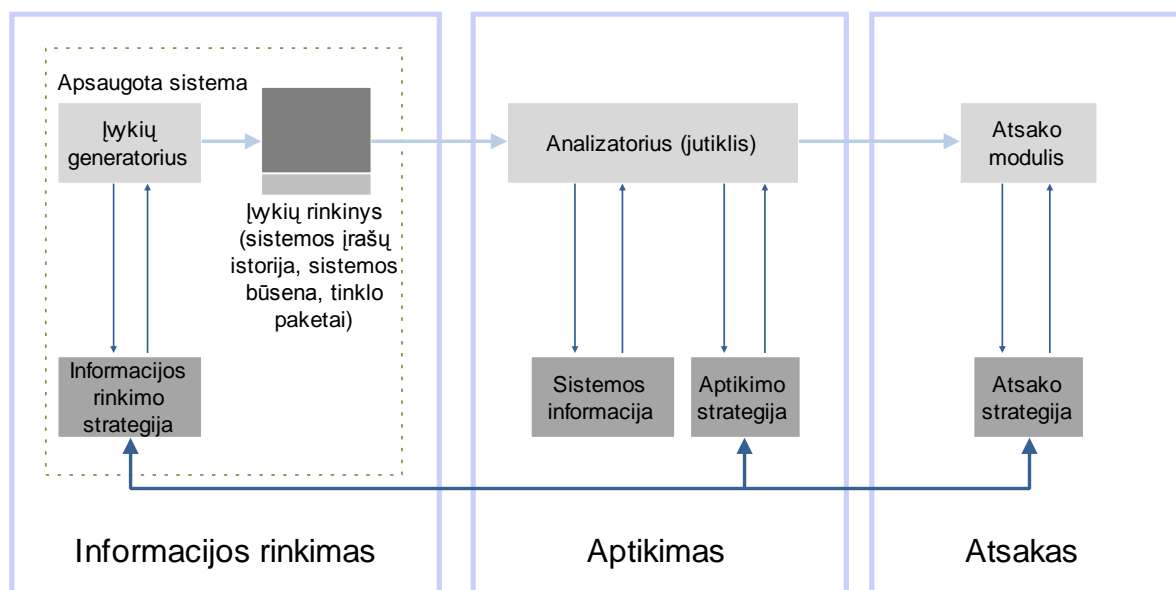 Apsaugota sistema
Įvykių
generatorius
Įvykių rinkinys
(sistemos įrašų
istorija, sistemos
būsena, tinklo
paketai)
Informacijos
rinkimo
strategija
Informacijos rinkimas
Analizatorius (jutiklis)
Sistemos
informacija
Aptikimo
strategija
Aptikimas
Atsako
modulis
Atsako
strategija
Atsakas